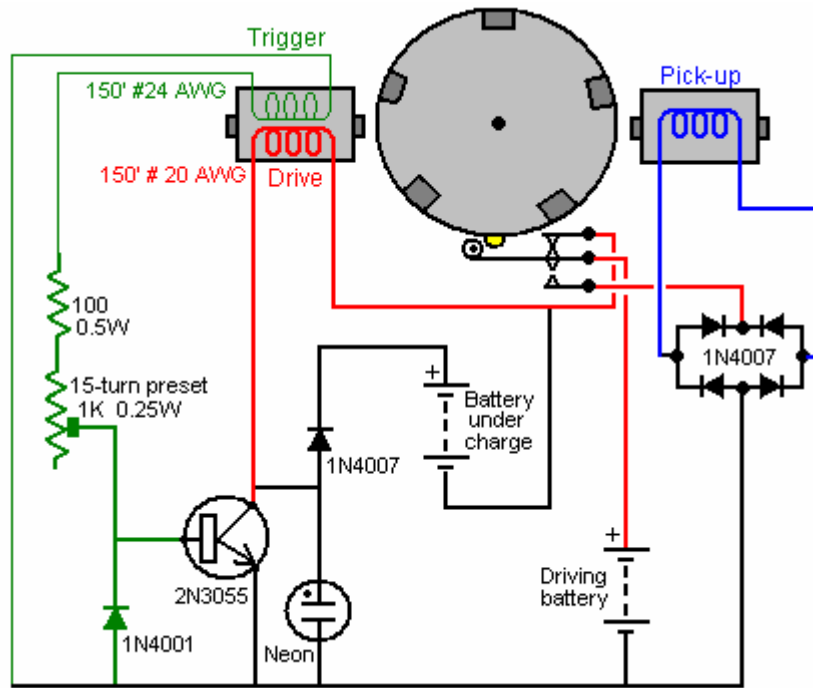 Trigger
Pick-up
150' #24 AWG
150' # 20 AWG
Drive
100
0.5W
15-turn preset
1K 0.25W
1N4007
+
Battery
under
charge
1N4007
+
2N3055
Driving
battery
1N4001
Neon